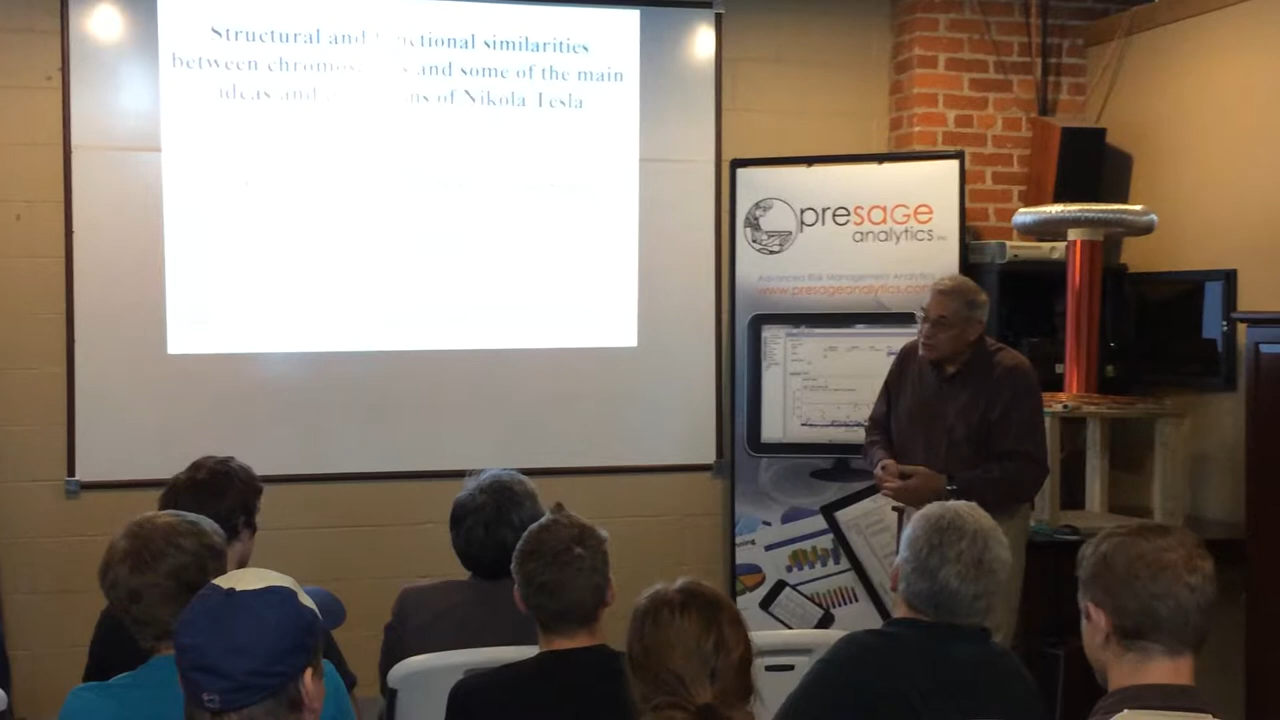 Structural and functional similarities
between chromosomes and some of the main
ideas and of Nikola Tesla
presage
analytics inc.
Advanced Risk Management Analytics
www.presageanalytics.com